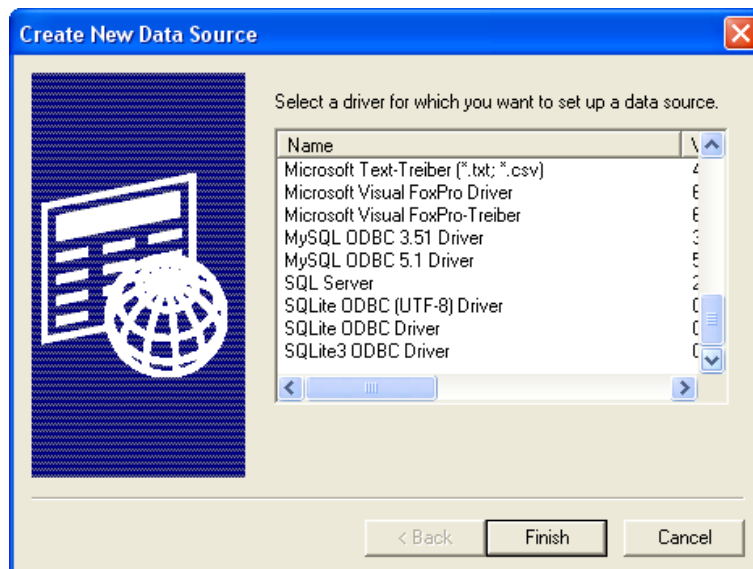 Create New Data Source
Select a driver for which you want to set up a data source.
Name
Microsoft Text-Treiber (*.txt; *.csv)
Microsoft Visual FoxPro Driver
Microsoft Visual FoxPro-Treiber
MySQL ODBC 3.51 Driver
MySQL ODBC 5.1 Driver
SQL Server
SQLite ODBC (UTF-8) Driver
SQLite ODBC Driver
SQLite3 ODBC Driver
< Back Finish Cancel